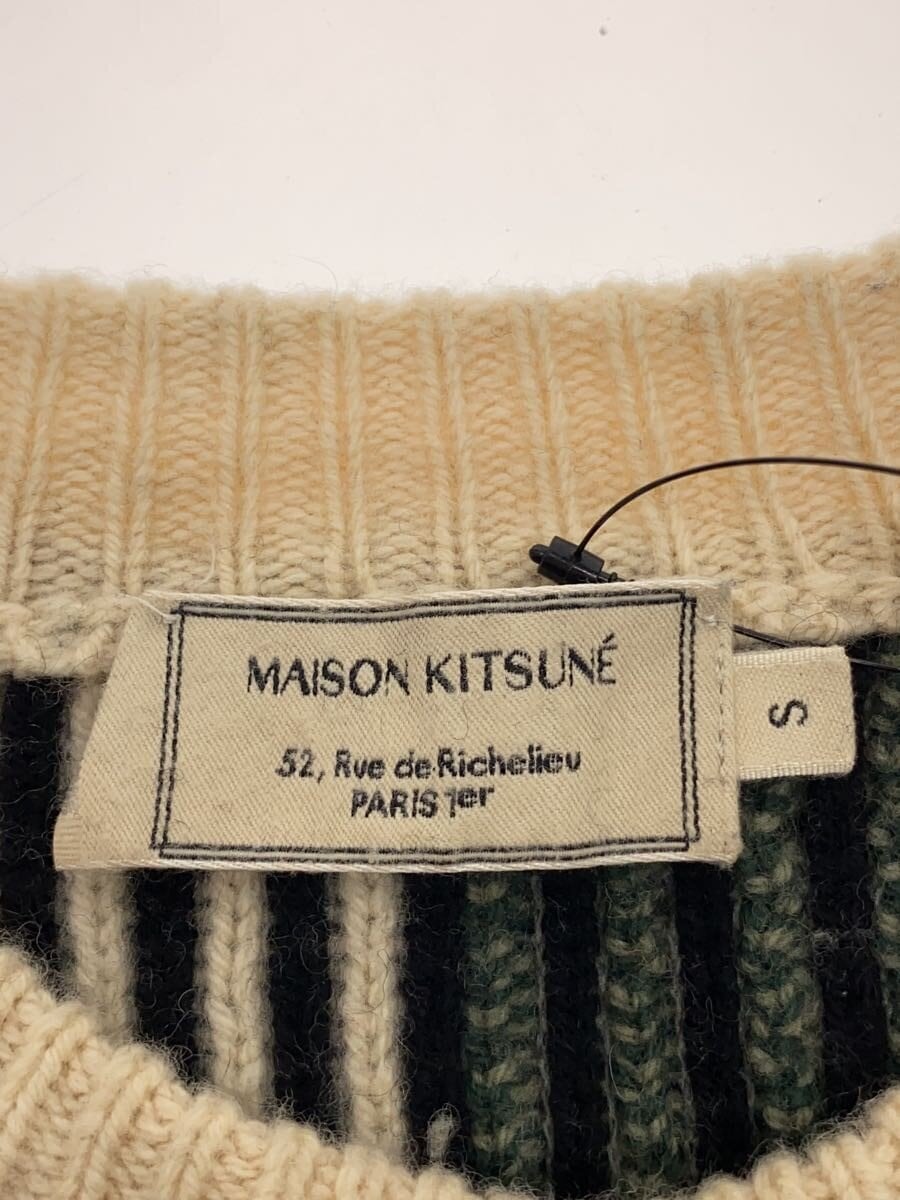 MAISON KITSUNÉ
52, Rue de Richelieu
PARIS 1er
S